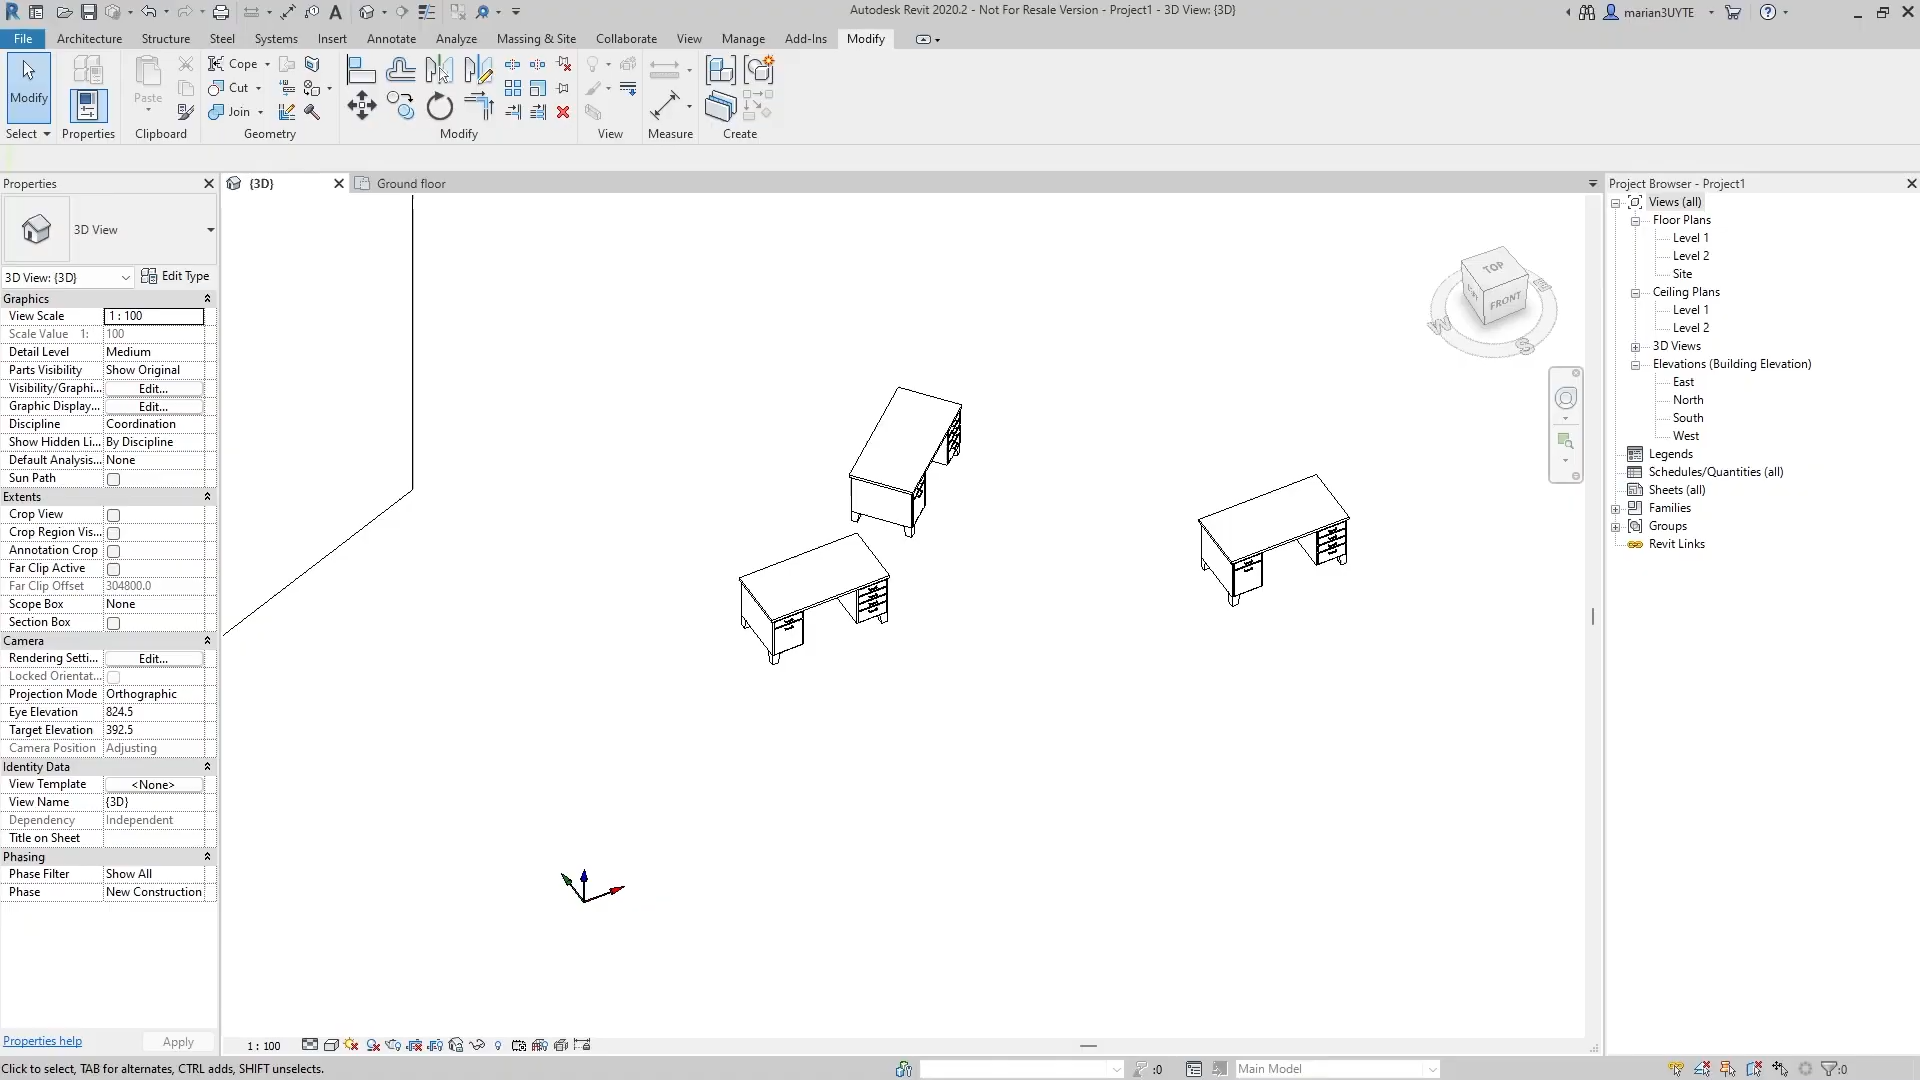 Autodesk Revit 2020.2 - Not For Resale Version - Project1 - 3D View: {3D}
marian3UYTE
File Architecture Structure Steel Systems Insert Annotate Analyze Massing & Site Collaborate View Manage Add-Ins Modify
Modify
Paste
Cope
Cut
Join
Select Properties Clipboard Geometry Modify View Measure Create
Properties
{3D}
Ground floor
Project Browser - Project1
3D View
3D View: {3D}
Edit Type
Graphics
View Scale 1 : 100
Scale Value 1: 100
Detail Level Medium
Parts Visibility Show Original
Visibility/Graphi... Edit...
Graphic Display... Edit...
Discipline Coordination
Show Hidden Li... By Discipline
Default Analysis... None
Sun Path
Extents
Crop View
Crop Region Vis...
Annotation Crop
Far Clip Active
Far Clip Offset 304800.0
Scope Box None
Section Box
Camera
Rendering Setti... Edit...
Locked Orientat...
Projection Mode Orthographic
Eye Elevation 824.5
Target Elevation 392.5
Camera Position Adjusting
Identity Data
View Template <None>
View Name {3D}
Dependency Independent
Title on Sheet
Phasing
Phase Filter Show All
Phase New Construction
Properties help
Apply
TOP
FRONT
W
S
Views (all)
Floor Plans
Level 1
Level 2
Site
Ceiling Plans
Level 1
Level 2
3D Views
Elevations (Building Elevation)
East
North
South
West
Legends
Schedules/Quantities (all)
Sheets (all)
Families
Groups
Revit Links
1 : 100
Click to select, TAB for alternates, CTRL adds, SHIFT unselects.
:0
Main Model
:0